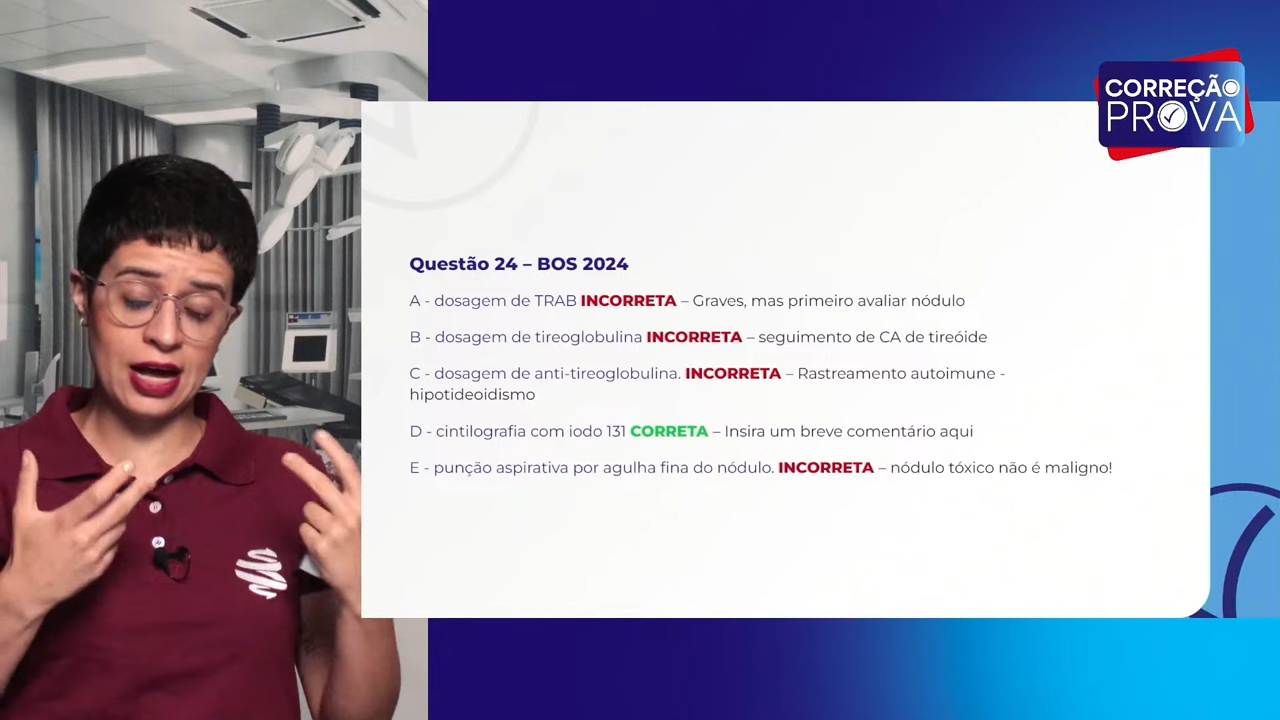 CORREÇÃO
PROVA
Questão 24 – BOS 2024
A - dosagem de TRAB INCORRETA – Graves, mas primeiro avaliar nódulo
B - dosagem de tireoglobulina INCORRETA – seguimento de CA de tireóide
C - dosagem de anti-tireoglobulina. INCORRETA – Rastreamento autoimune -
hipotideoidismo
D - cintilografia com iodo 131 CORRETA – Insira um breve comentário aqui
E - punção aspirativa por agulha fina do nódulo. INCORRETA – nódulo tóxico não é maligno!